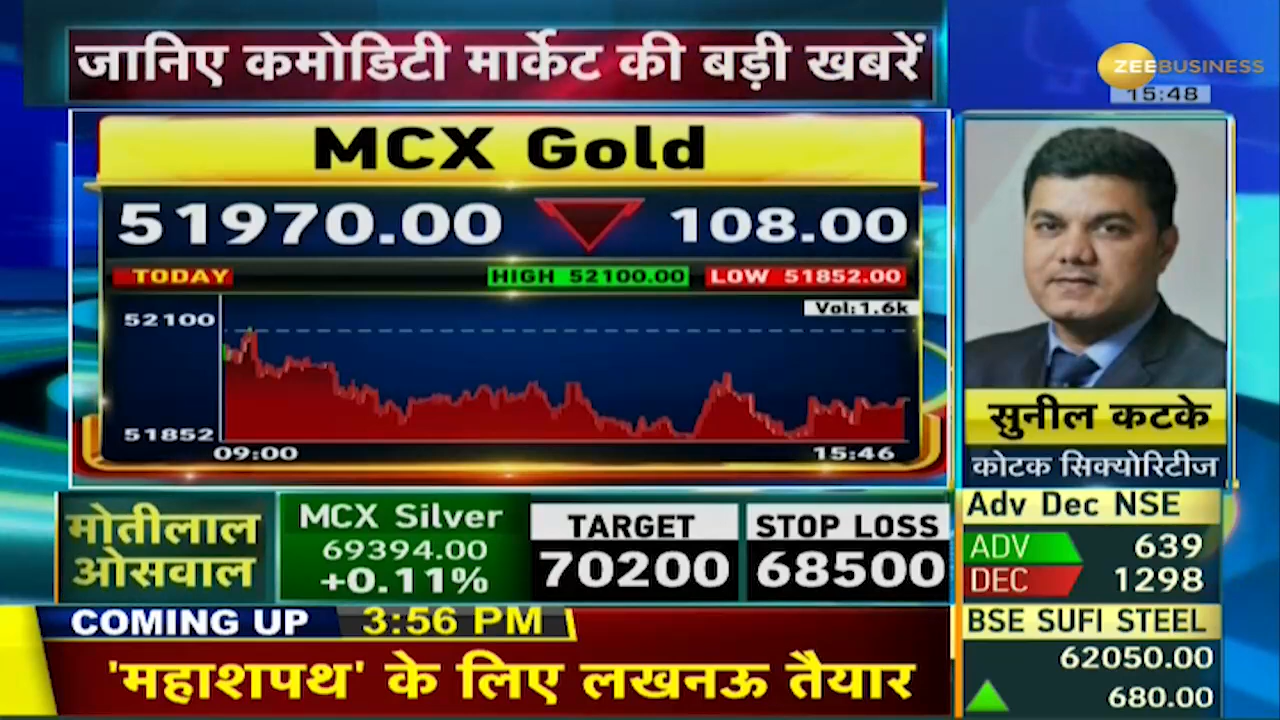 जानिए कमोडिटी मार्केट की बड़ी खबरें
ZEEBUSINESS
15:48
MCX Gold
51970.00 108.00
TODAY HIGH 52100.00 LOW 51852.00
Vol:1.6k
52100
51852
09:00 15:46
सुनील कटके
कोटक सिक्योरिटीज
मोतीलाल
ओसवाल
MCX Silver
69394.00
+0.11%
TARGET
70200
STOP LOSS
68500
Adv Dec NSE
ADV 639
DEC 1298
BSE SUFI STEEL
62050.00
680.00
COMING UP 3:56 PM
'महाशपथ' के लिए लखनऊ तैयार